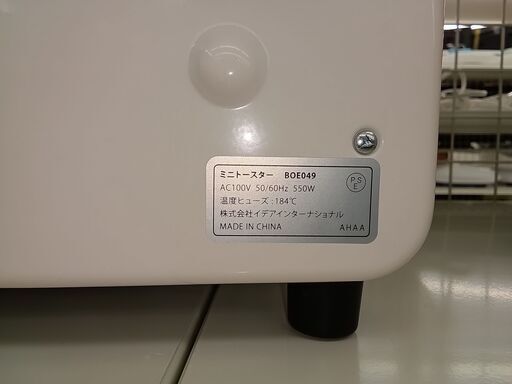 ミニトースター BOE049
AC100V 50/60Hz 550W
温度ヒューズ：184℃
株式会社イデアインターナショナル
MADE IN CHINA
PSE
AHAA